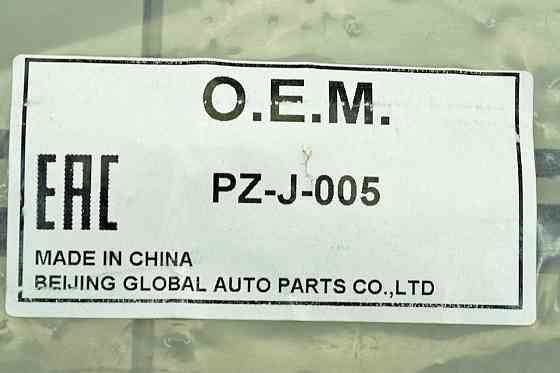 O.E.M.
EAC PZ-J-005
MADE IN CHINA
BEIJING GLOBAL AUTO PARTS CO.,LTD